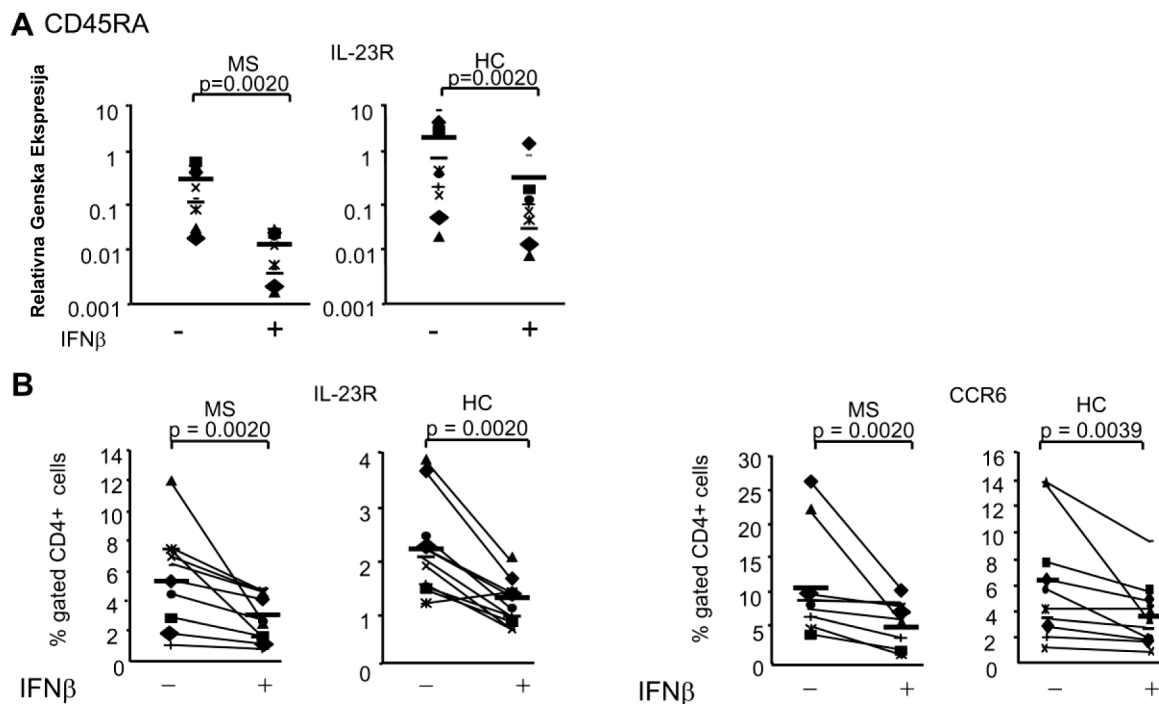 A CD45RA
IL-23R
Relativna Genska Ekspresija
MS
p=0.0020
10
1
0.1
0.01
0.001
IFNβ - +
HC
p=0.0020
10
1
0.1
0.01
0.001
- +
B
IL-23R
MS
p = 0.0020
% gated CD4+ cells
14
12
10
8
6
4
2
0
IFNβ – +
HC
p = 0.0020
4
3
2
1
0
– +
CCR6
MS
p = 0.0020
% gated CD4+ cells
30
25
20
15
10
5
0
IFNβ – +
HC
p = 0.0039
16
14
12
10
8
6
4
2
0
– +